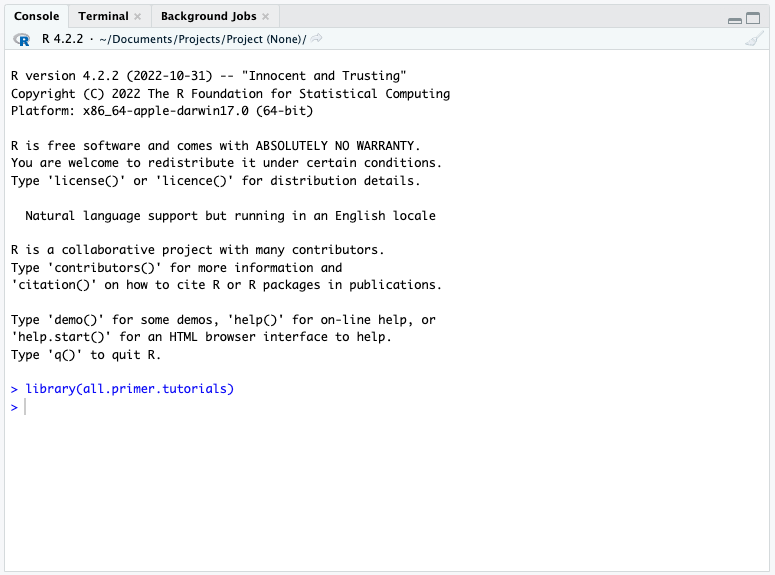 Console Terminal Background Jobs
R R 4.2.2 · ~/Documents/Projects/Project (None)/
R version 4.2.2 (2022-10-31) -- "Innocent and Trusting"
Copyright (C) 2022 The R Foundation for Statistical Computing
Platform: x86_64-apple-darwin17.0 (64-bit)
R is free software and comes with ABSOLUTELY NO WARRANTY.
You are welcome to redistribute it under certain conditions.
Type 'license()' or 'licence()' for distribution details.
Natural language support but running in an English locale
R is a collaborative project with many contributors.
Type 'contributors()' for more information and
'citation()' on how to cite R or R packages in publications.
Type 'demo()' for some demos, 'help()' for on-line help, or
'help.start()' for an HTML browser interface to help.
Type 'q()' to quit R.
> library(all.primer.tutorials)
>